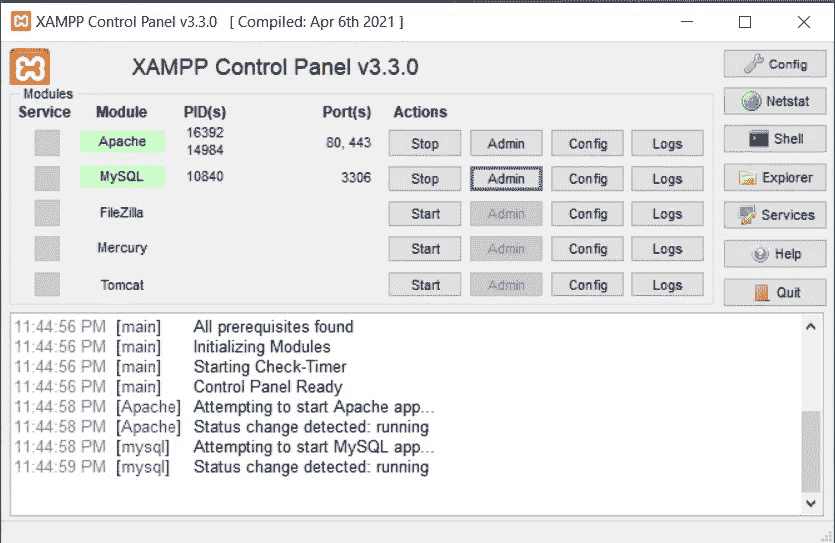 XAMPP Control Panel v3.3.0 [ Compiled: Apr 6th 2021 ]
XAMPP Control Panel v3.3.0
Config
Modules
Service Module PID(s) Port(s) Actions
Netstat
Apache 16392 14984 80, 443 Stop Admin Config Logs
Shell
MySQL 10840 3306 Stop Admin Config Logs
Explorer
FileZilla Start Admin Config Logs
Services
Mercury Start Admin Config Logs
Help
Tomcat Start Admin Config Logs
Quit
11:44:56 PM [main] All prerequisites found
11:44:56 PM [main] Initializing Modules
11:44:56 PM [main] Starting Check-Timer
11:44:56 PM [main] Control Panel Ready
11:44:58 PM [Apache] Attempting to start Apache app...
11:44:58 PM [Apache] Status change detected: running
11:44:58 PM [mysql] Attempting to start MySQL app...
11:44:59 PM [mysql] Status change detected: running